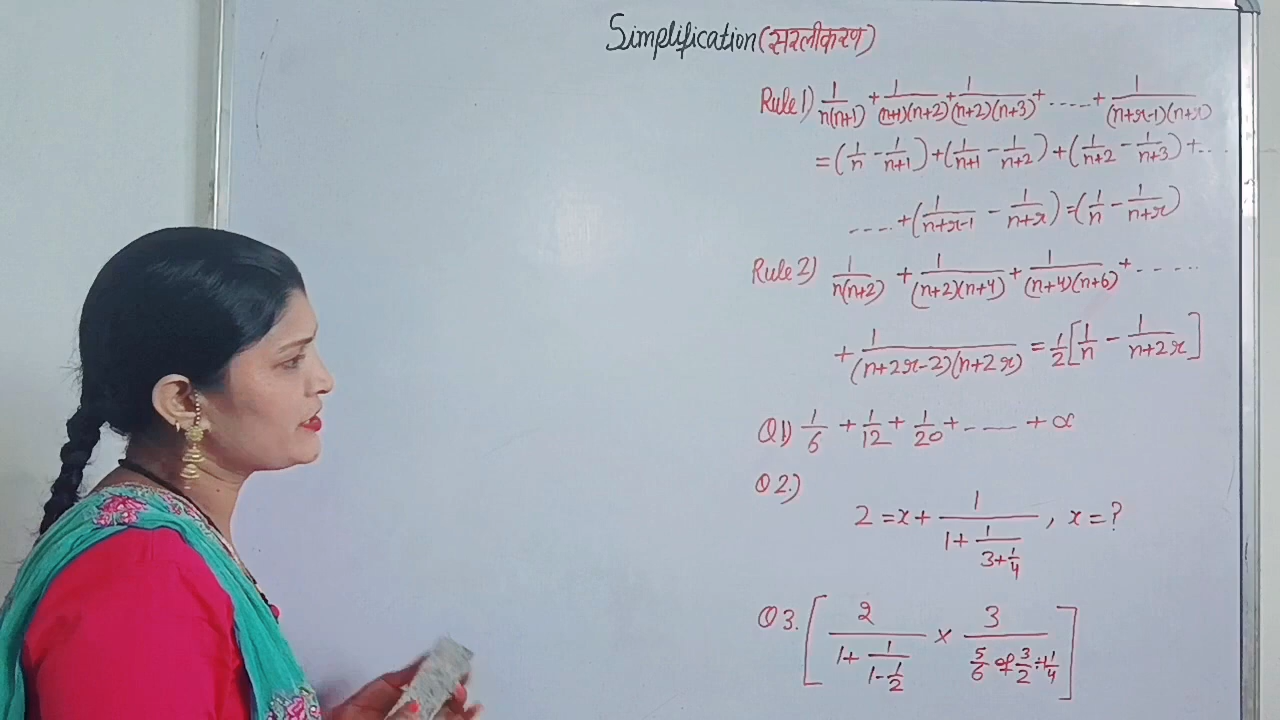 Simplification (सरलीकरण)
Rule 1) 1/n(n+1) + 1/(n+1)(n+2) + 1/(n+2)(n+3) + ..... + 1/(n+r-1)(n+r)
= (1/n - 1/n+1) + (1/n+1 - 1/n+2) + (1/n+2 - 1/n+3) + ...
..... + (1/n+r-1 - 1/n+r) = (1/n - 1/n+r)
Rule 2) 1/n(n+2) + 1/(n+2)(n+4) + 1/(n+4)(n+6) + .....
+ 1/(n+2r-2)(n+2r) = 1/2 [1/n - 1/n+2r]
Q1) 1/6 + 1/12 + 1/20 + ..... + ∝
Q2.)
2 = x + 1/(1 + 1/(3 + 1/4)), x = ?
Q3. [2/(1 + 1/(1 - 1/2)) × 3/(5/6 of 3/2 ÷ 1 1/4)]